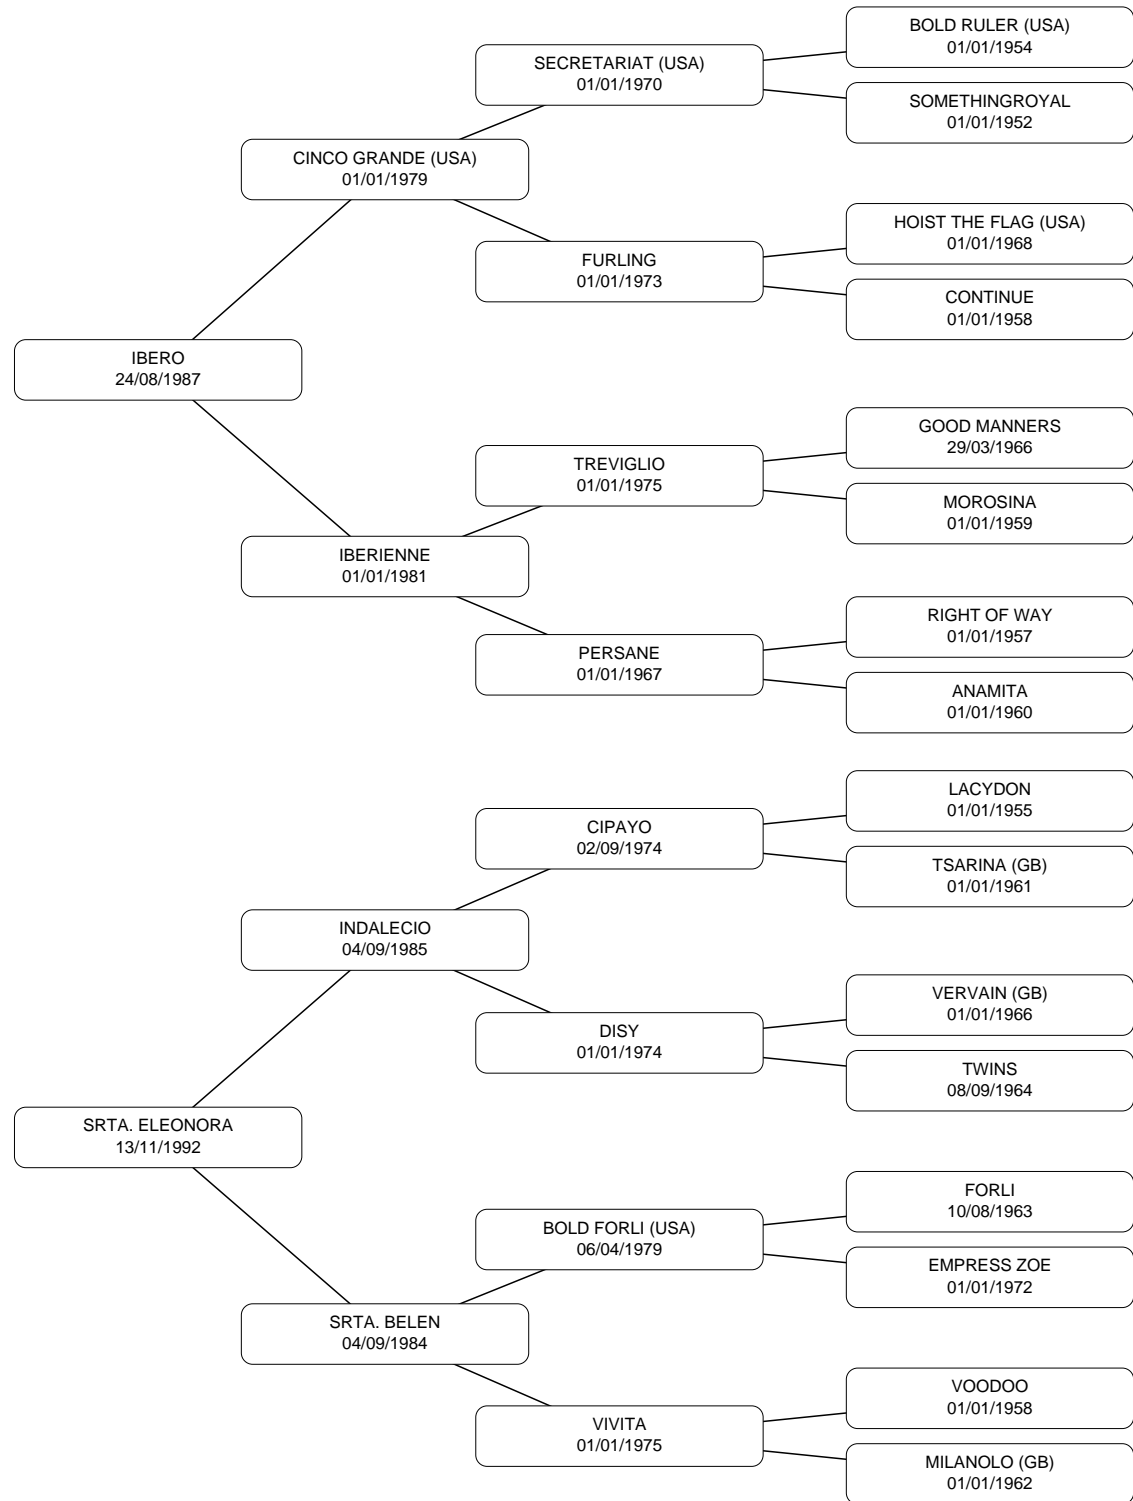 BOLD RULER (USA)
01/01/1954
SECRETARIAT (USA)
01/01/1970
SOMETHINGROYAL
01/01/1952
CINCO GRANDE (USA)
01/01/1979
HOIST THE FLAG (USA)
01/01/1968
FURLING
01/01/1973
CONTINUE
01/01/1958
IBERO
24/08/1987
GOOD MANNERS
29/03/1966
TREVIGLIO
01/01/1975
MOROSINA
01/01/1959
IBERIENNE
01/01/1981
RIGHT OF WAY
01/01/1957
PERSANE
01/01/1967
ANAMITA
01/01/1960
LACYDON
01/01/1955
CIPAYO
02/09/1974
TSARINA (GB)
01/01/1961
INDALECIO
04/09/1985
VERVAIN (GB)
01/01/1966
DISY
01/01/1974
TWINS
08/09/1964
SRTA. ELEONORA
13/11/1992
FORLI
10/08/1963
BOLD FORLI (USA)
06/04/1979
EMPRESS ZOE
01/01/1972
SRTA. BELEN
04/09/1984
VOODOO
01/01/1958
VIVITA
01/01/1975
MILANOLO (GB)
01/01/1962